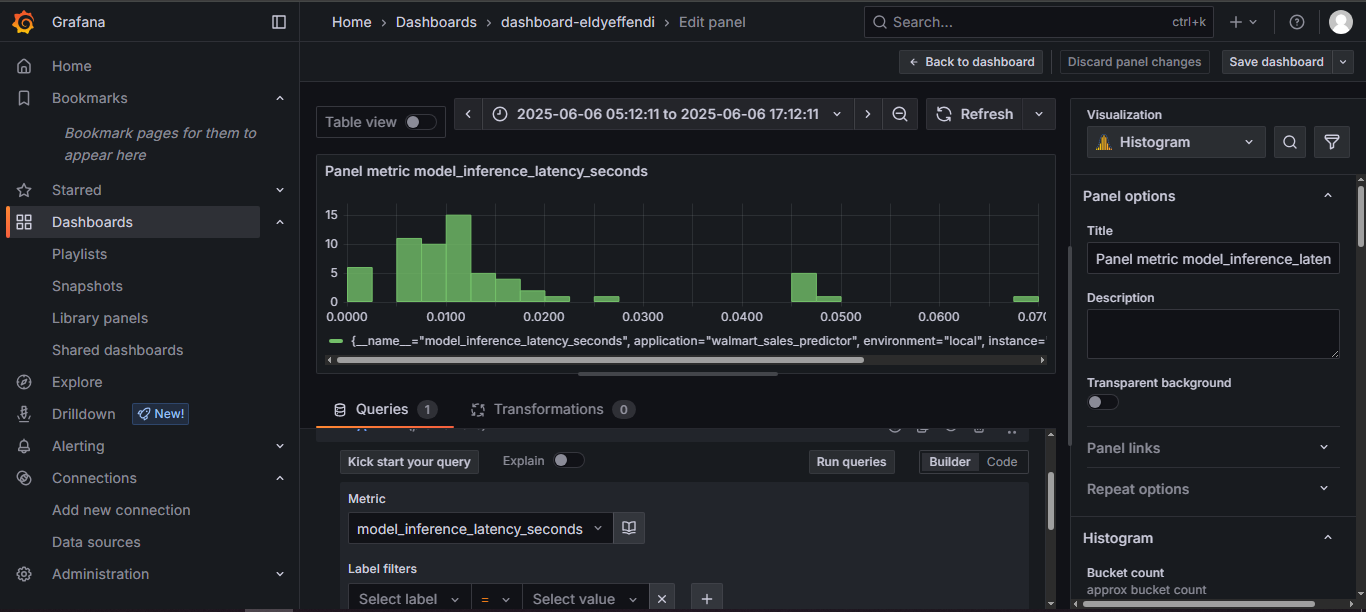 Grafana
Home › Dashboards › dashboard-eldyeffendi › Edit panel
Search...
ctrl+k
Back to dashboard
Discard panel changes
Save dashboard
Home
Bookmarks
Bookmark pages for them to
appear here
Starred
Dashboards
Playlists
Snapshots
Library panels
Shared dashboards
Explore
Drilldown
New!
Alerting
Connections
Add new connection
Data sources
Administration
Table view
2025-06-06 05:12:11 to 2025-06-06 17:12:11
Refresh
Panel metric model_inference_latency_seconds
15
10
5
0
0.0000 0.0100 0.0200 0.0300 0.0400 0.0500 0.0600 0.070
{__name__="model_inference_latency_seconds", application="walmart_sales_predictor", environment="local", instance=
Queries 1
Transformations 0
Kick start your query
Explain
Run queries
Builder
Code
Metric
model_inference_latency_seconds
Label filters
Select label
=
Select value
Visualization
Histogram
Panel options
Title
Panel metric model_inference_laten
Description
Transparent background
Panel links
Repeat options
Histogram
Bucket count
approx bucket count